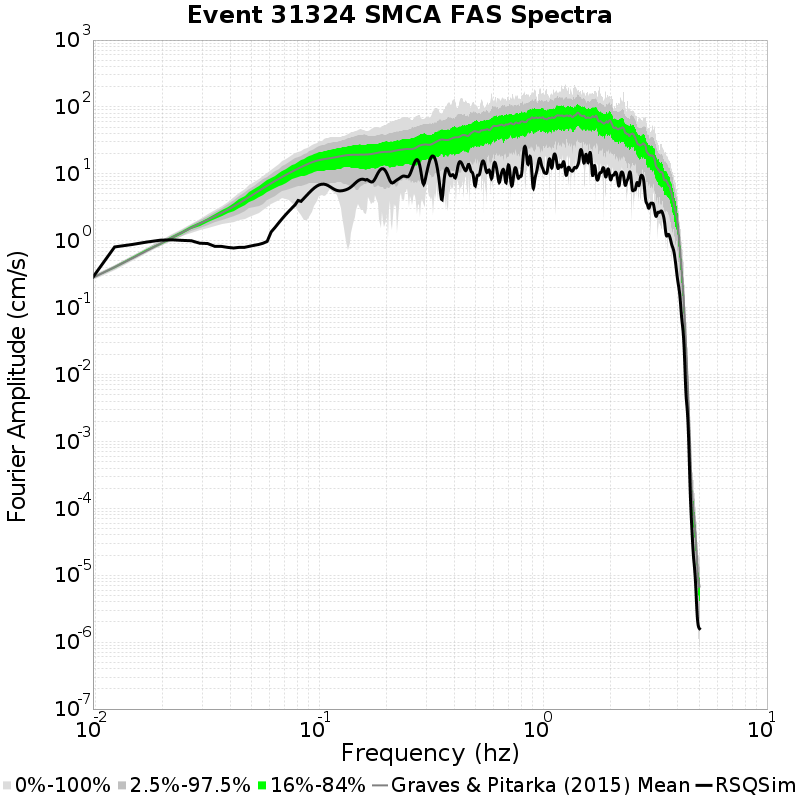 Event 31324 SMCA FAS Spectra
10^3
10^2
10^1
10^0
10^-1
10^-2
10^-3
10^-4
10^-5
10^-6
10^-7
Fourier Amplitude (cm/s)
10^-2 10^-1 10^0 10^1
Frequency (hz)
0%-100% 2.5%-97.5% 16%-84% Graves & Pitarka (2015) Mean RSQSim